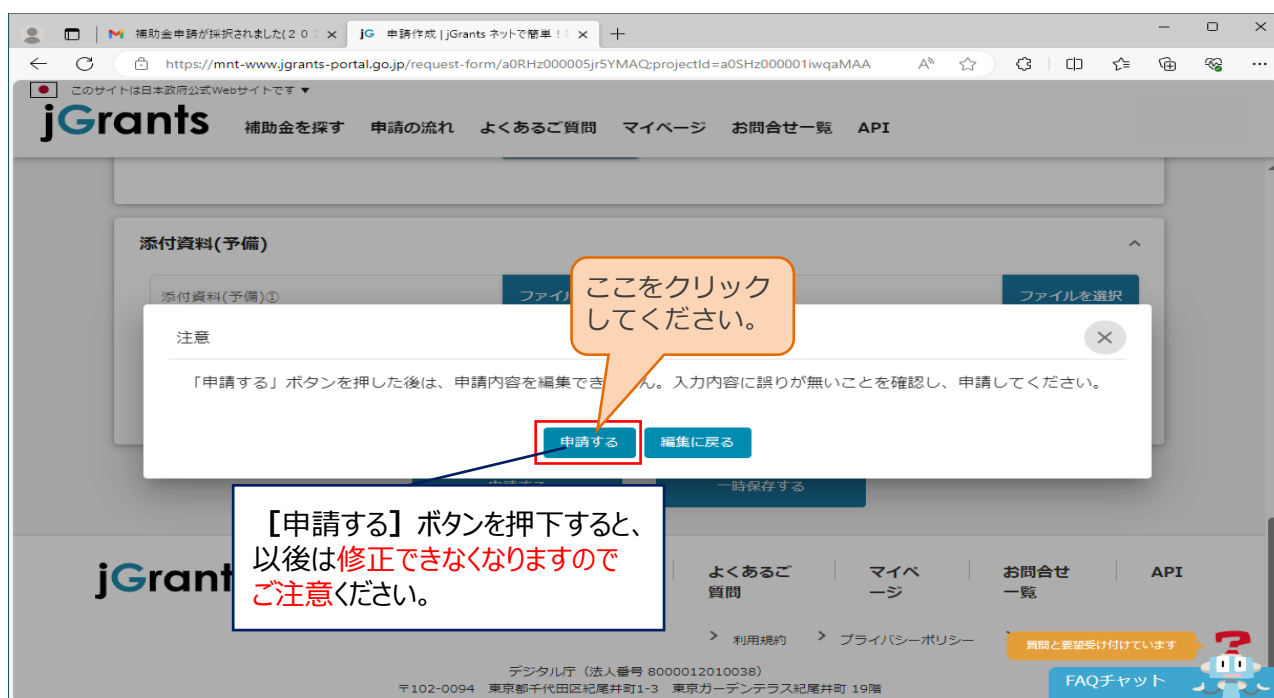 補助金申請が採択されました(２０
jG 申請作成 | jGrants ネットで簡単！
https://mnt-www.jgrants-portal.go.jp/request-form/a0RHz000005jr5YMAQ;projectId=a0SHz000001iwqaMAA
このサイトは日本政府公式Webサイトです ▼
jGrants
補助金を探す 申請の流れ よくあるご質問 マイページ お問合せ一覧 API
添付資料(予備)
添付資料(予備)①
ファイル
ファイルを選択
ここをクリック
してください。
注意
「申請する」ボタンを押した後は、申請内容を編集でき ん。入力内容に誤りが無いことを確認し、申請してください。
申請する 編集に戻る
申請する 一時保存する
［申請する］ボタンを押下すると、
以後は修正できなくなりますので
ご注意ください。
jGrant
よくあるご
質問
マイペ
ージ
お問合せ
一覧
API
利用規約 プライバシーポリシー
質問と要望受け付けています
FAQチャット
デジタル庁（法人番号 8000012010038）
〒102-0094 東京都千代田区紀尾井町1-3 東京ガーデンテラス紀尾井町 19階